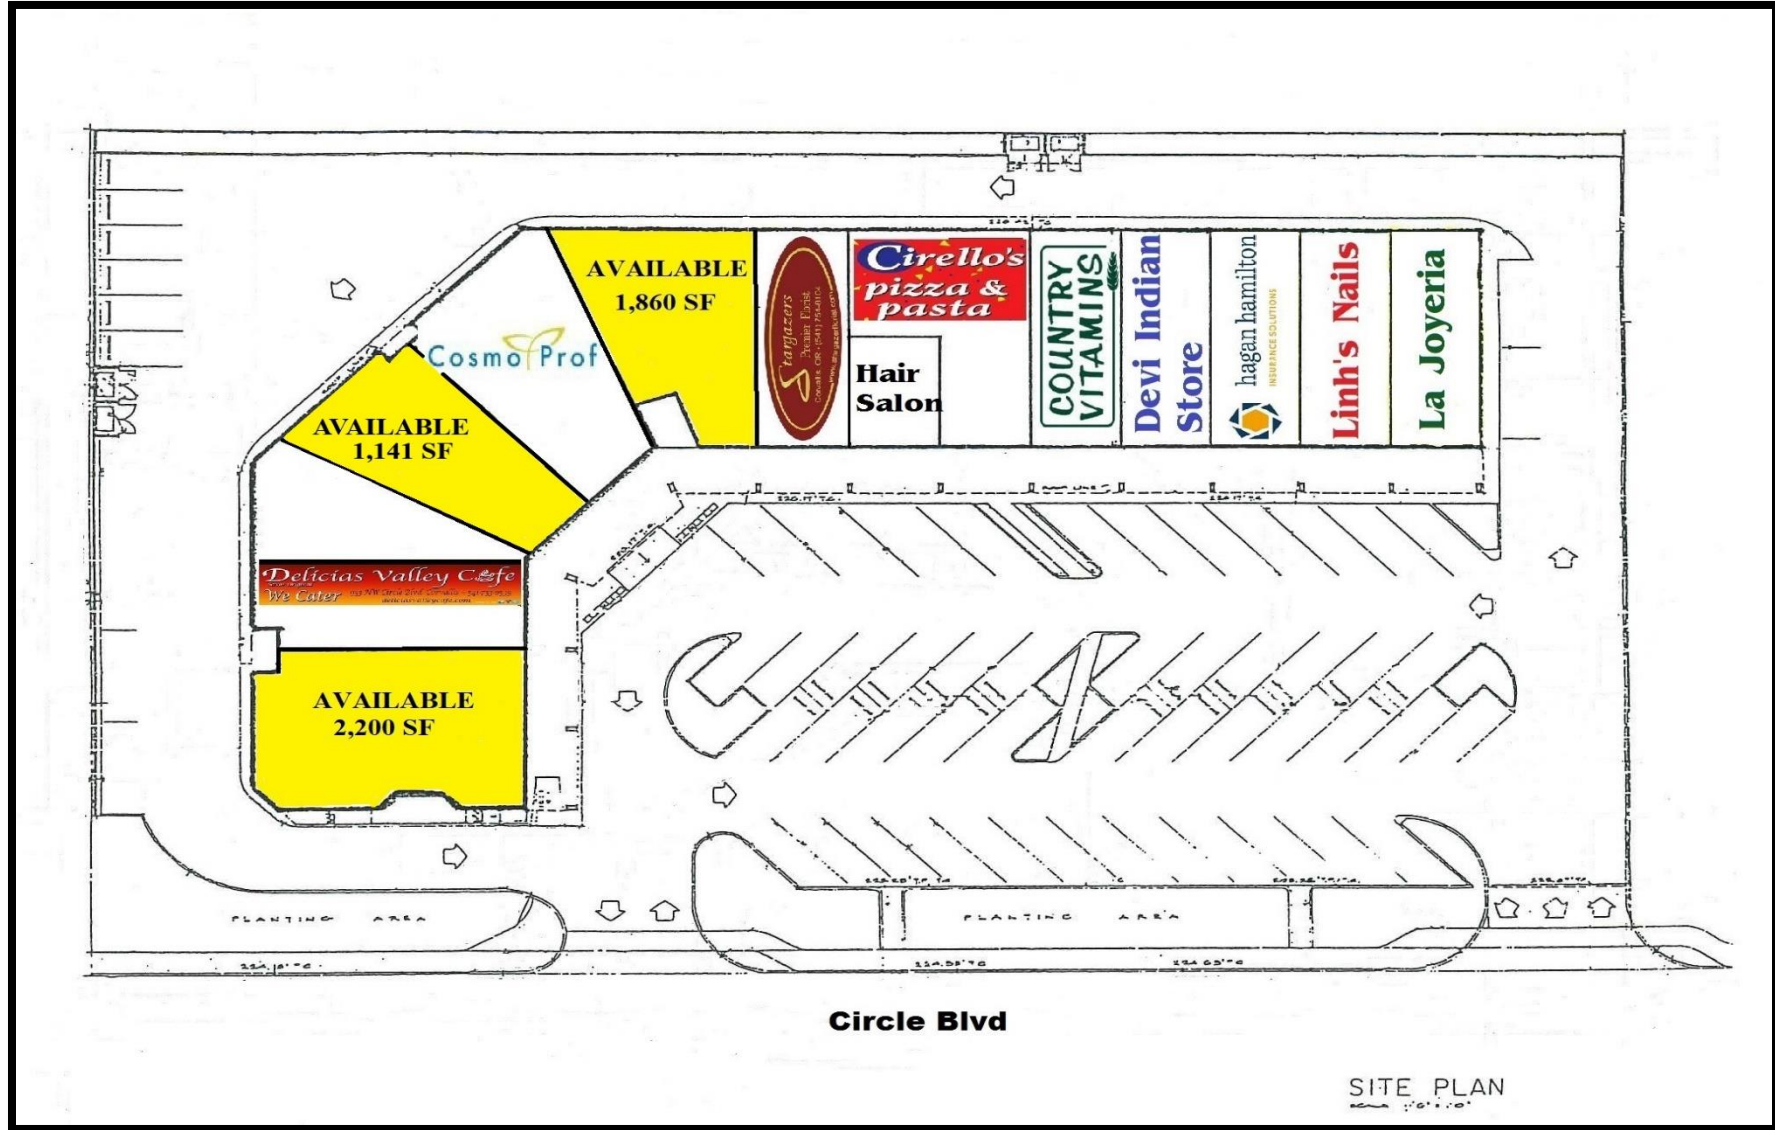 AVAILABLE
1,860 SF
Stargazers
Premier Florist
Cirello's
pizza &
pasta
Hair
Salon
COUNTRY
VITAMINS
Devi Indian
Store
hagan hamilton
INSURANCE SOLUTIONS
Linh's Nails
La Joyeria
CosmoProf
AVAILABLE
1,141 SF
Delicias Valley Cafe
We Cater
AVAILABLE
2,200 SF
PLANTING AREA
PLANTING AREA
Circle Blvd
SITE PLAN